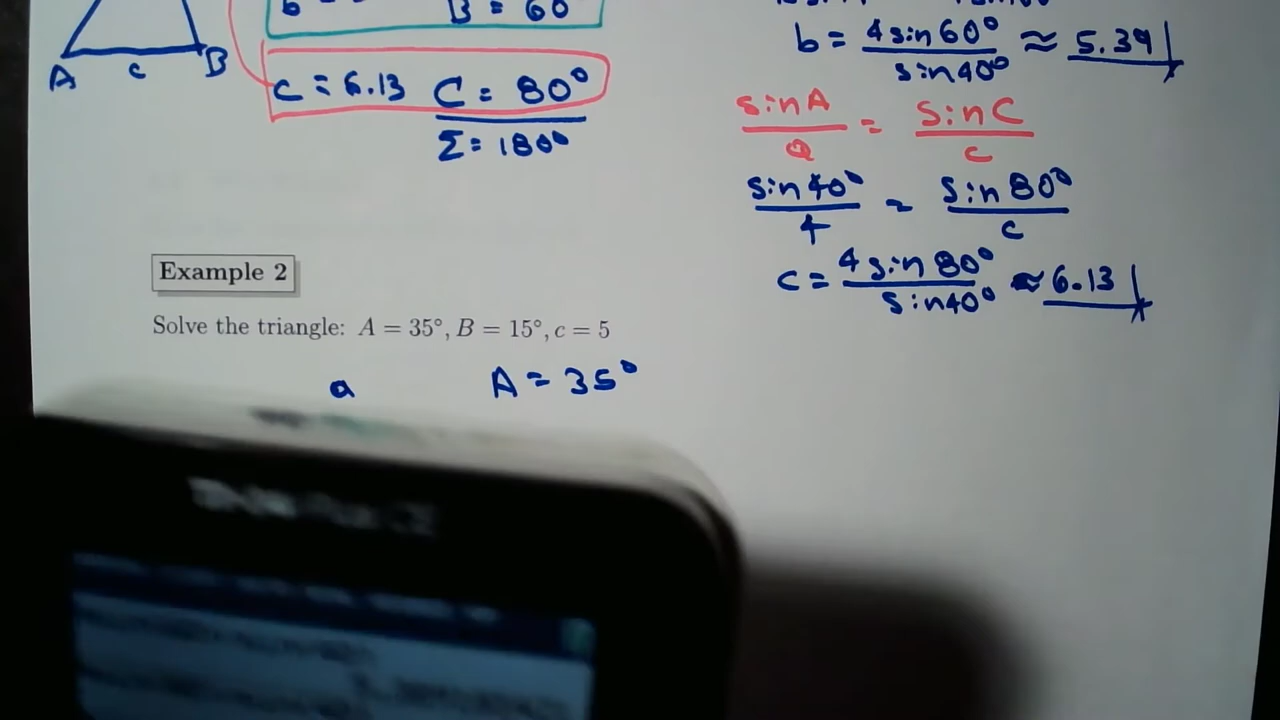 A
c
B
b = B = 60
c = 6.13 C = 80°
Σ = 180°
b = 4 sin 60° / sin 40° ≈ 5.39
sin A / a = sin C / c
sin 40° / 4 = sin 80° / c
c = 4 sin 80° / sin 40° ≈ 6.13
Example 2
Solve the triangle: A = 35°, B = 15°, c = 5
a A = 35°